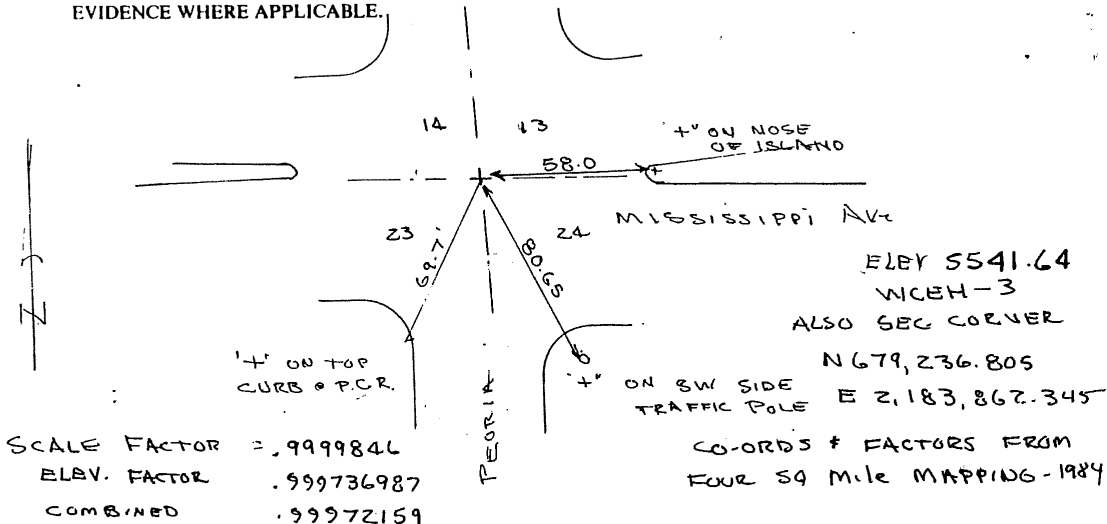 EVIDENCE WHERE APPLICABLE.
14
13
"+" ON NOSE
OF ISLAND
58.0
MISSISSIPPI AVE
23
24
69.7'
80.65
N
ELEV 5541.64
WCEH-3
ALSO SEC CORNER
N 679,236.805
E 2,183,862.345
"+" ON TOP
CURB @ P.C.R.
"+" ON SW SIDE
TRAFFIC POLE
PEORIA
CO-ORDS & FACTORS FROM
FOUR SQ MILE MAPPING-1984
SCALE FACTOR = .9999846
ELEV. FACTOR .999736987
COMBINED .99972159